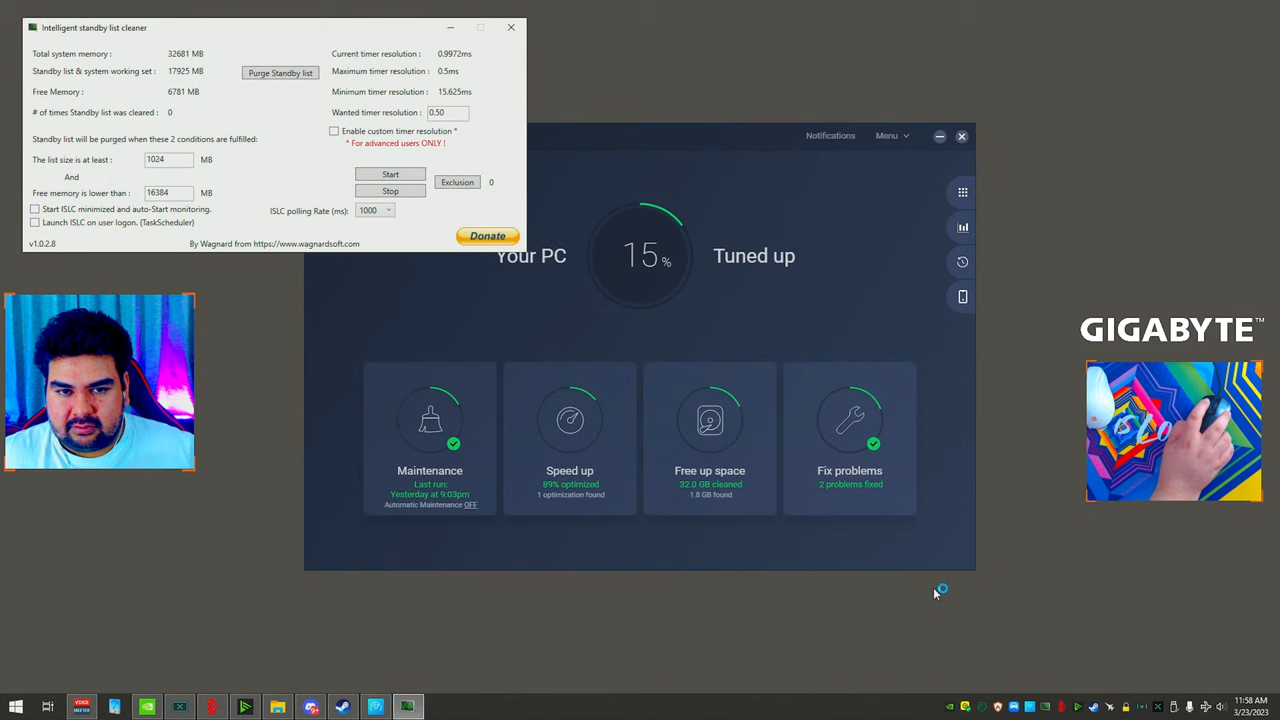 Intelligent standby list cleaner
Total system memory : 32681 MB
Standby list & system working set : 17925 MB
Purge Standby list
Free Memory : 6781 MB
# of times Standby list was cleared : 0
Standby list will be purged when these 2 conditions are fulfilled:
The list size is at least : 1024 MB
And
Free memory is lower than : 16384 MB
Start ISLC minimized and auto-Start monitoring.
Launch ISLC on user logon. (TaskScheduler)
v1.0.2.8
By Wagnard from https://www.wagnardsoft.com
Current timer resolution : 0.9972ms
Maximum timer resolution : 0.5ms
Minimum timer resolution : 15.625ms
Wanted timer resolution : 0.50
Enable custom timer resolution *
* For advanced users ONLY !
Start
Stop
Exclusion 0
ISLC polling Rate (ms): 1000
Donate
Notifications Menu
Your PC 15% Tuned up
Maintenance
Last run:
Yesterday at 9:03pm
Automatic Maintenance OFF
Speed up
89% optimized
1 optimization found
Free up space
32.0 GB cleaned
1.8 GB found
Fix problems
2 problems fixed
GIGABYTE™
VOICE
MEETER
11:58 AM
3/23/2023